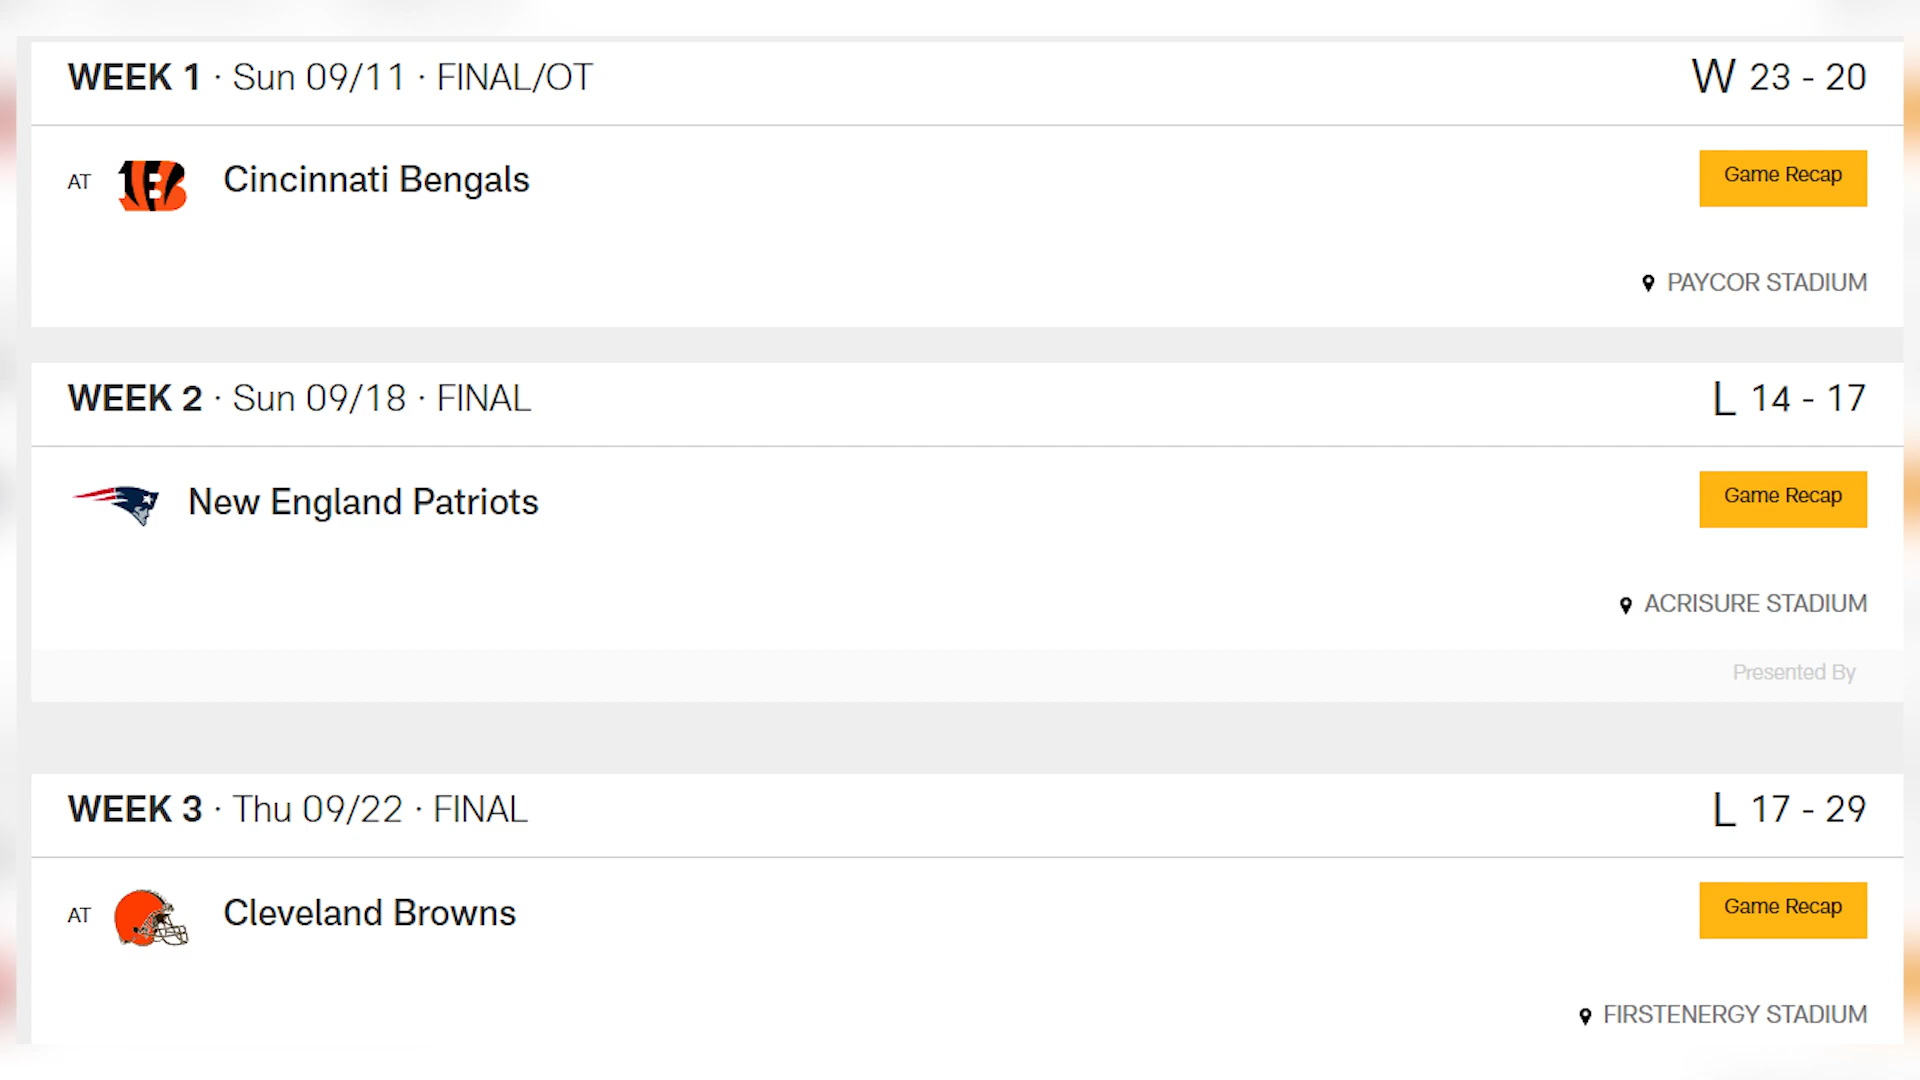 WEEK 1 · Sun 09/11 · FINAL/OT W 23 - 20
AT Cincinnati Bengals Game Recap
PAYCOR STADIUM
WEEK 2 · Sun 09/18 · FINAL L 14 - 17
New England Patriots Game Recap
ACRISURE STADIUM
Presented By
WEEK 3 · Thu 09/22 · FINAL L 17 - 29
AT Cleveland Browns Game Recap
FIRSTENERGY STADIUM